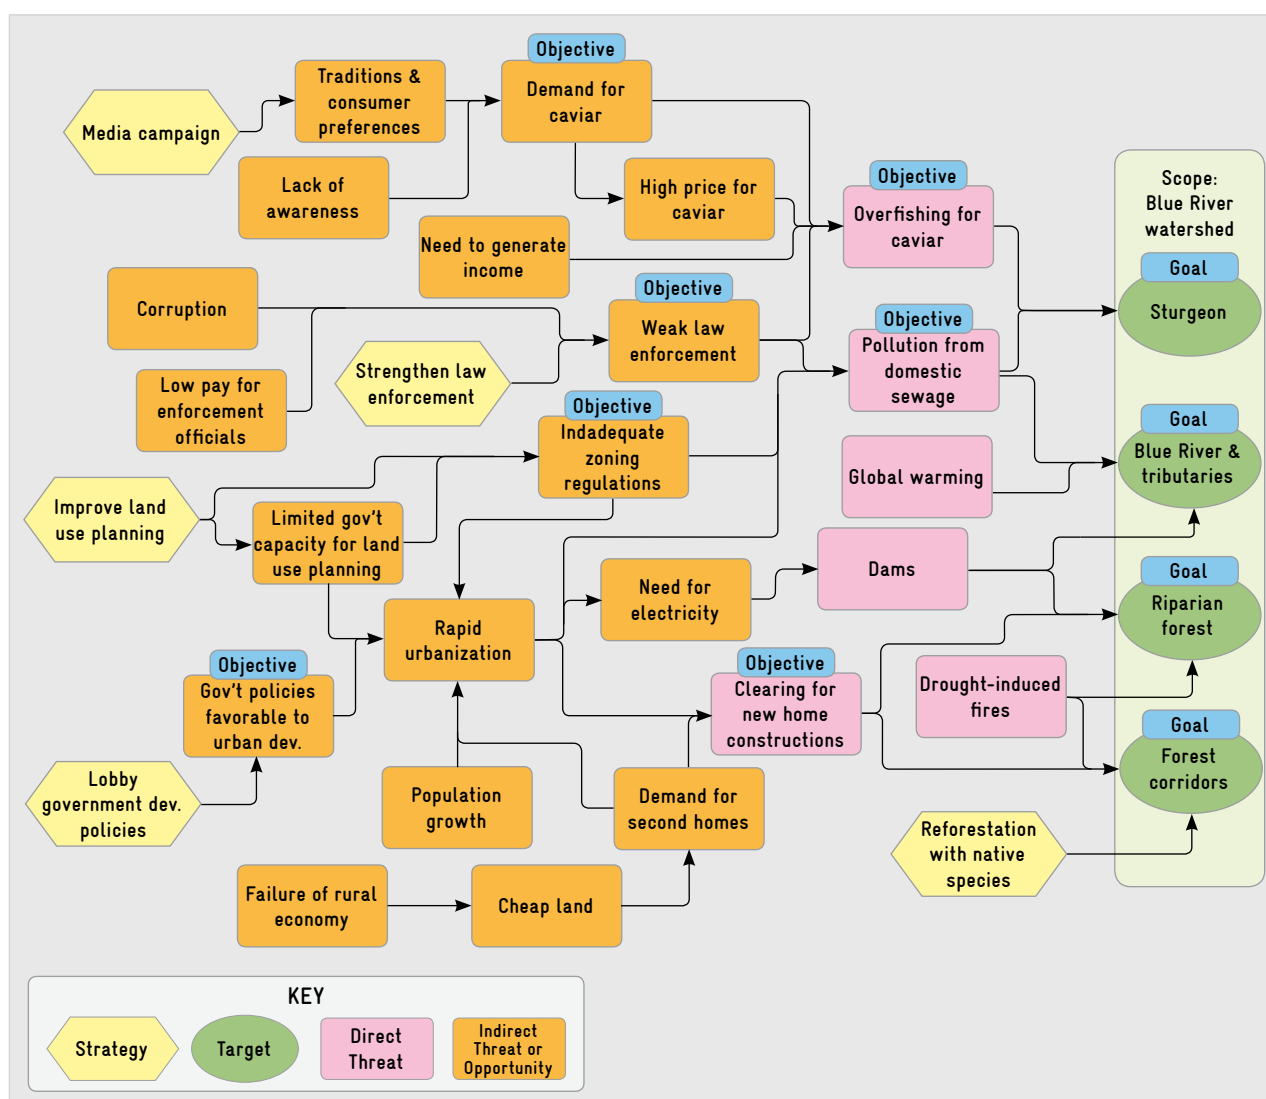 Objective
Traditions &
consumer
preferences
Demand for
caviar
Media campaign
Lack of
awareness
High price for
caviar
Objective
Overfishing for
caviar
Scope:
Blue River
watershed
Need to generate
income
Goal
Sturgeon
Corruption
Objective
Weak law
enforcement
Objective
Pollution from
domestic
sewage
Strengthen law
enforcement
Low pay for
enforcement
officials
Objective
Indadequate
zoning
regulations
Goal
Blue River &
tributaries
Global warming
Improve land
use planning
Limited gov't
capacity for land
use planning
Dams
Need for
electricity
Goal
Riparian
forest
Rapid
urbanization
Objective
Gov't policies
favorable to
urban dev.
Objective
Clearing for
new home
constructions
Drought-induced
fires
Goal
Forest
corridors
Lobby
government dev.
policies
Population
growth
Demand for
second homes
Reforestation
with native
species
Failure of rural
economy
Cheap land
KEY
Strategy
Target
Direct
Threat
Indirect
Threat or
Opportunity